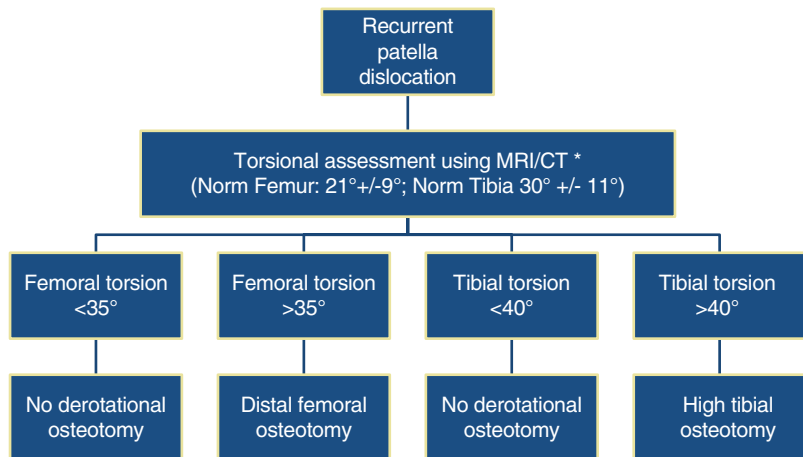 Recurrent
patella
dislocation
Torsional assessment using MRI/CT *
(Norm Femur: 21°+/-9°; Norm Tibia 30° +/- 11°)
Femoral torsion
<35°
Femoral torsion
>35°
Tibial torsion
<40°
Tibial torsion
>40°
No derotational
osteotomy
Distal femoral
osteotomy
No derotational
osteotomy
High tibial
osteotomy